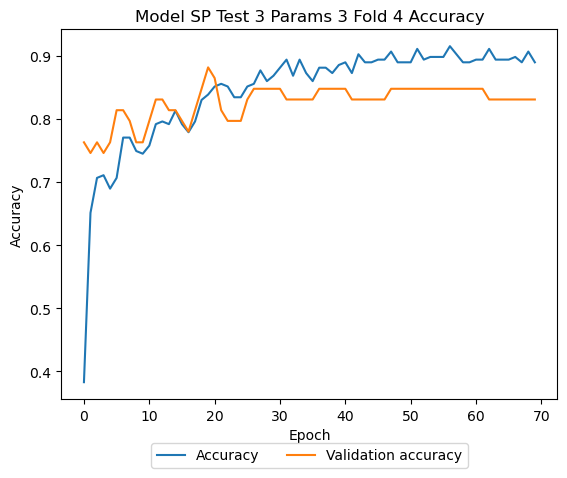 Model SP Test 3 Params 3 Fold 4 Accuracy
0.9
0.8
0.7
0.6
0.5
0.4
Accuracy
0 10 20 30 40 50 60 70
Epoch
Accuracy Validation accuracy